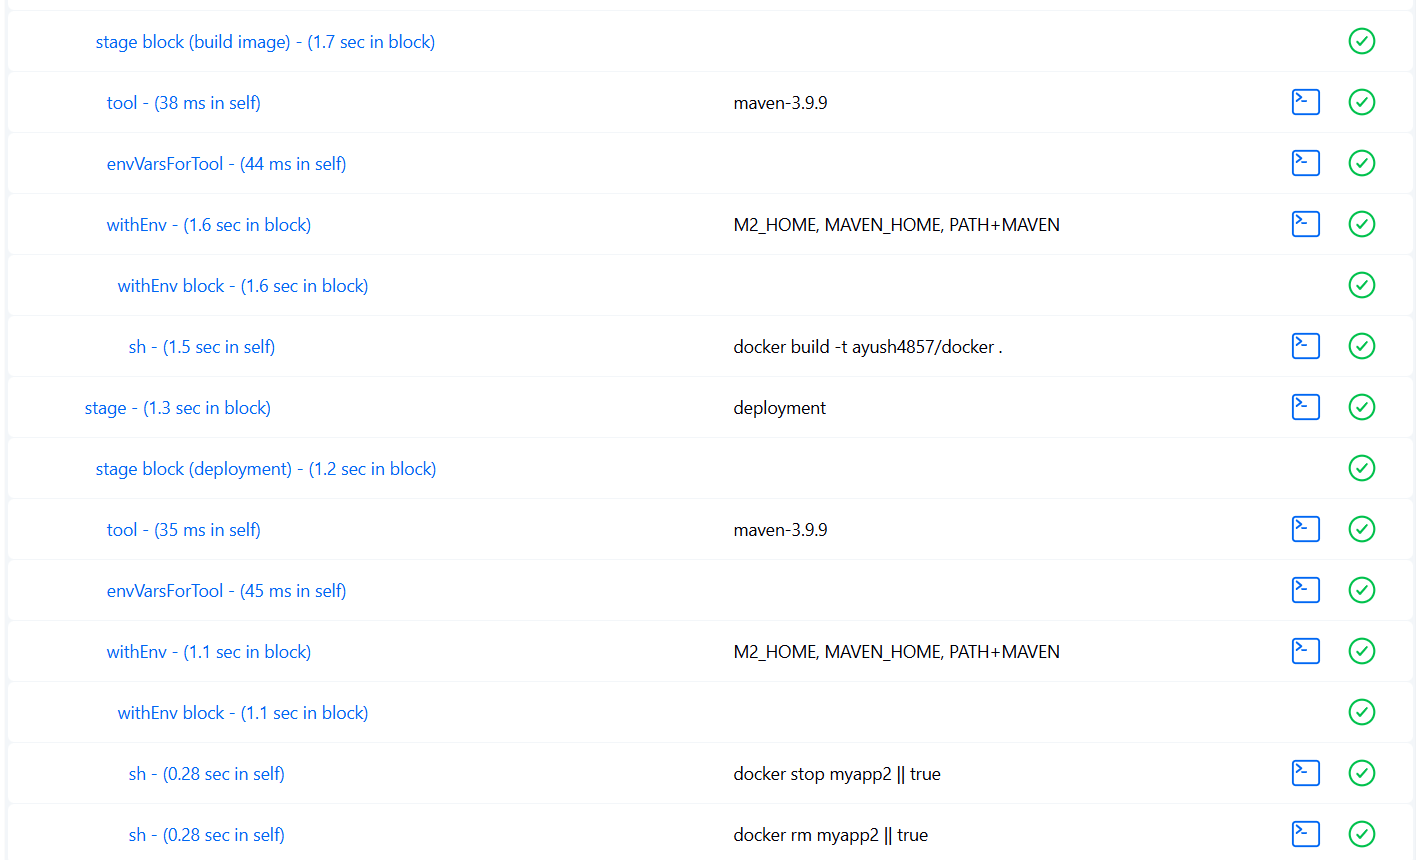 stage block (build image) - (1.7 sec in block)
tool - (38 ms in self) maven-3.9.9
envVarsForTool - (44 ms in self)
withEnv - (1.6 sec in block) M2_HOME, MAVEN_HOME, PATH+MAVEN
withEnv block - (1.6 sec in block)
sh - (1.5 sec in self) docker build -t ayush4857/docker .
stage - (1.3 sec in block) deployment
stage block (deployment) - (1.2 sec in block)
tool - (35 ms in self) maven-3.9.9
envVarsForTool - (45 ms in self)
withEnv - (1.1 sec in block) M2_HOME, MAVEN_HOME, PATH+MAVEN
withEnv block - (1.1 sec in block)
sh - (0.28 sec in self) docker stop myapp2 || true
sh - (0.28 sec in self) docker rm myapp2 || true